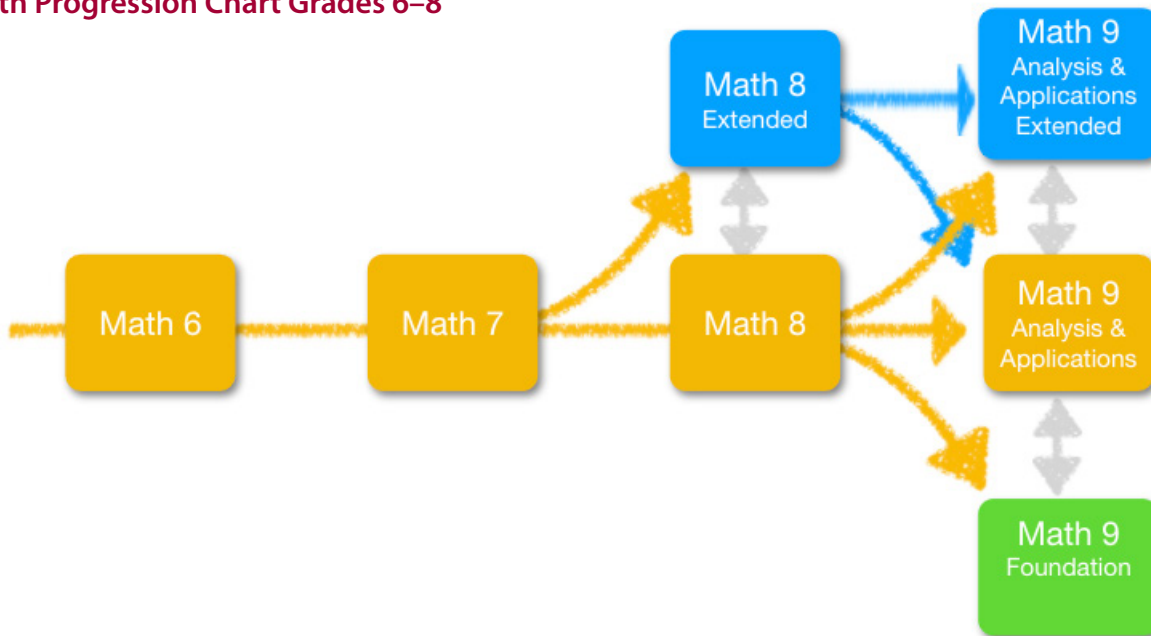 th Progression Chart Grades 6–8
Math 8
Extended
Math 9
Analysis &
Applications
Extended
Math 6
Math 7
Math 8
Math 9
Analysis &
Applications
Math 9
Foundation